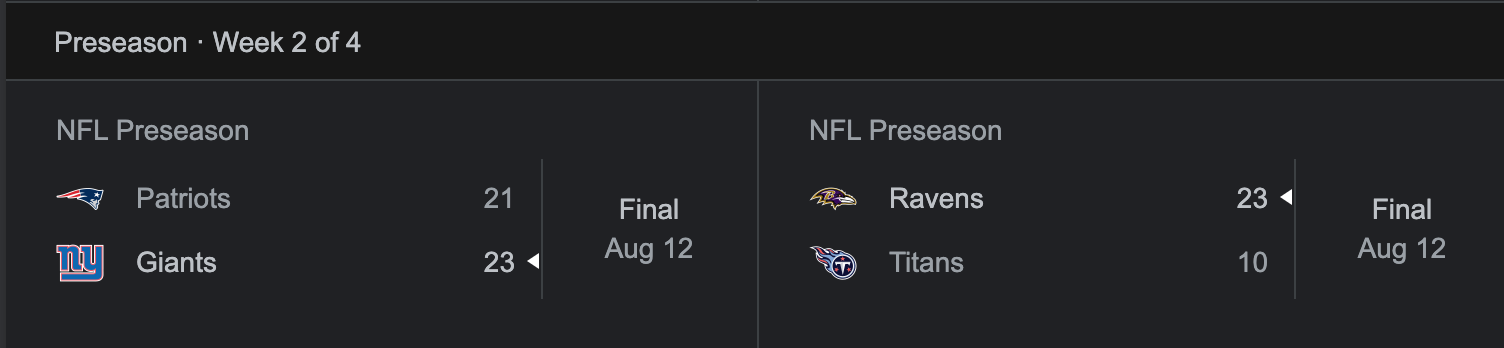 Preseason · Week 2 of 4
NFL Preseason
Patriots 21
Giants 23
Final
Aug 12
NFL Preseason
Ravens 23
Titans 10
Final
Aug 12